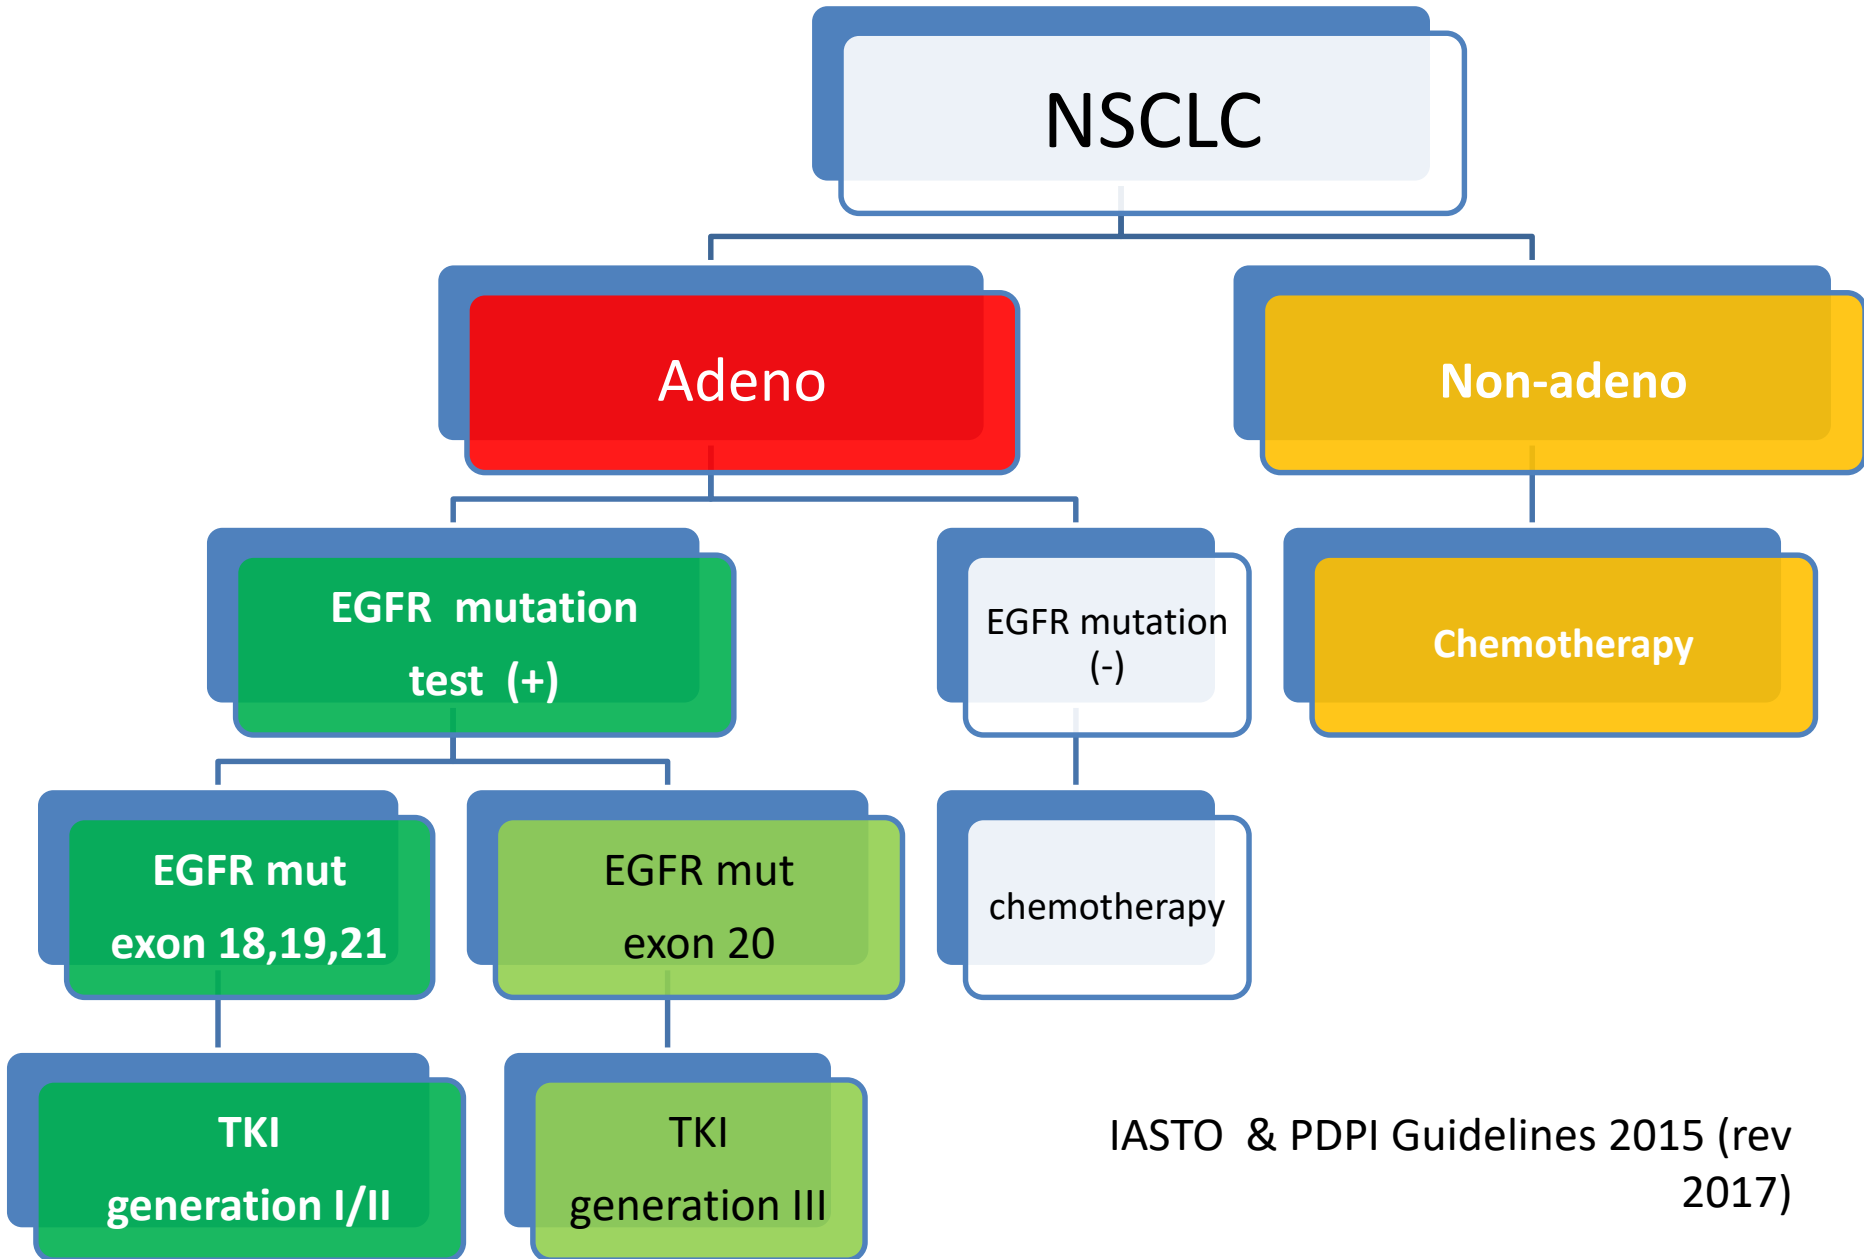 NSCLC
Adeno
Non-adeno
EGFR  mutation
test  (+)
EGFR mutation
(-)
Chemotherapy
EGFR mut
exon 18,19,21
EGFR mut
exon 20
chemotherapy
TKI
generation I/II
TKI
generation III
IASTO  & PDPI Guidelines 2015 (rev
2017)